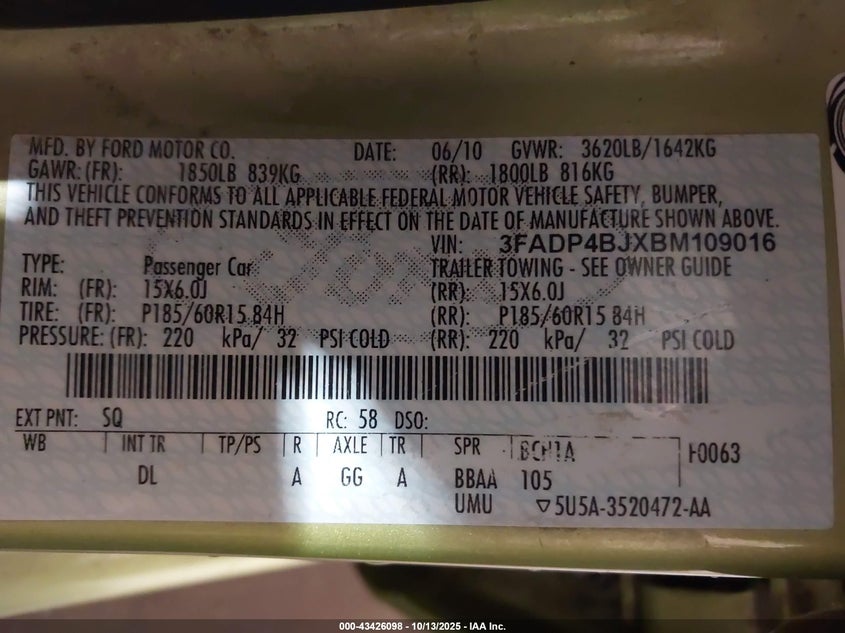 MFD. BY FORD MOTOR CO. DATE: 06/10 GVWR: 3620LB/1642KG
GAWR: (FR): 1850LB 839KG (RR): 1800LB 816KG
THIS VEHICLE CONFORMS TO ALL APPLICABLE FEDERAL MOTOR VEHICLE SAFETY, BUMPER,
AND THEFT PREVENTION STANDARDS IN EFFECT ON THE DATE OF MANUFACTURE SHOWN ABOVE.
VIN: 3FADP4BJXBM109016
TYPE: Passenger Car TRAILER TOWING - SEE OWNER GUIDE
RIM: (FR): 15X6.0J (RR): 15X6.0J
TIRE: (FR): P185/60R15 84H (RR): P185/60R15 84H
PRESSURE: (FR): 220 kPa/ 32 PSI COLD (RR): 220 kPa/ 32 PSI COLD
EXT PNT: SQ RC: 58 DSO:
WB INT TR TP/PS R AXLE TR SPR
DL A GG A BBAA 105
UMU ▽5U5A-3520472-AA
000-43426098 - 10/13/2025 - IAA Inc.